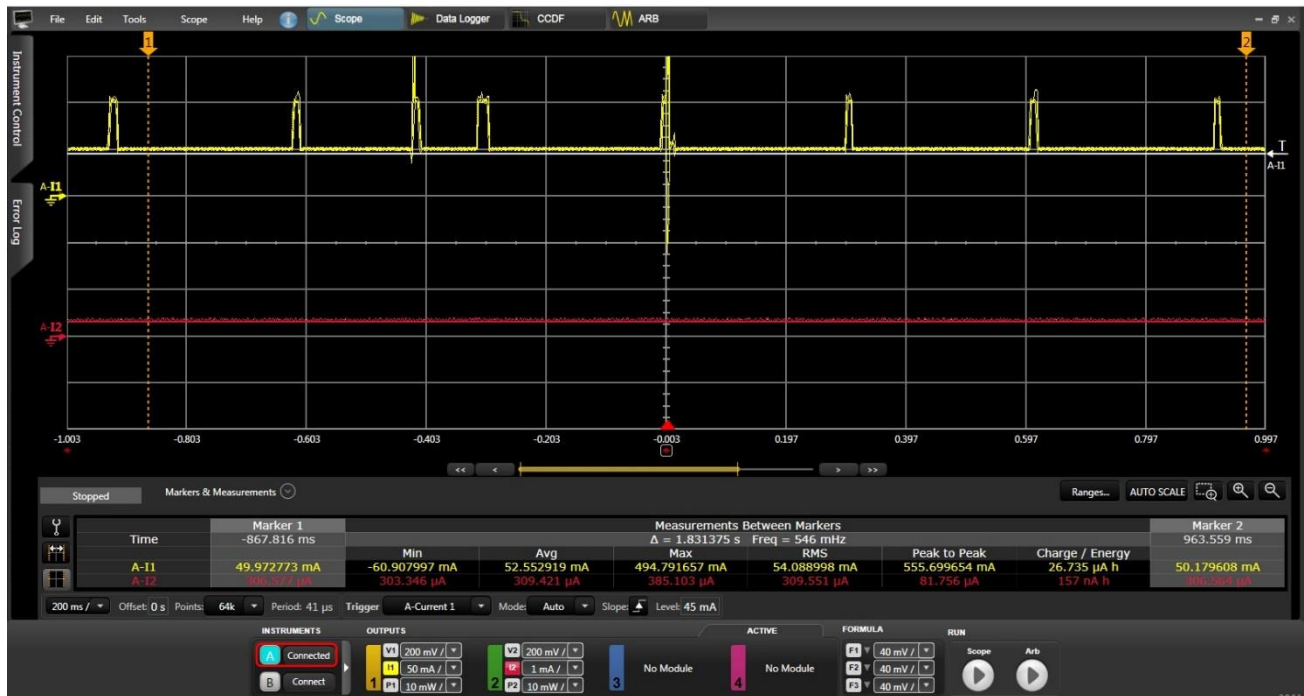 File Edit Tools Scope Help i Scope Data Logger CCDF ARB
Instrument Control
Error Log
1
2
T
A-I1
A-I1
A-I2
-1.003 -0.803 -0.603 -0.403 -0.203 -0.003 0.197 0.397 0.597 0.797 0.997
<< < > >>
Stopped Markers & Measurements Ranges... AUTO SCALE
Marker 1 Measurements Between Markers Marker 2
Time -867.816 ms Δ = 1.831375 s Freq = 546 mHz 963.559 ms
Min Avg Max RMS Peak to Peak Charge / Energy
A-I1 49.972773 mA -60.907997 mA 52.552919 mA 494.791657 mA 54.088998 mA 555.699654 mA 26.735 µA h 50.179608 mA
A-I2 306.577 µA 303.346 µA 309.421 µA 385.103 µA 309.551 µA 81.756 µA 157 nA h 306.564 µA
200 ms / Offset: 0 s Points: 64k Period: 41 µs Trigger A-Current 1 Mode: Auto Slope: Level: 45 mA
INSTRUMENTS OUTPUTS ACTIVE FORMULA RUN
A Connected V1 200 mV / V2 200 mV / F1 40 mV / Scope Arb
I1 50 mA / I2 1 mA / No Module No Module F2 40 mV /
B Connect 1 P1 10 mW / 2 P2 10 mW / 3 4 F3 40 mV /